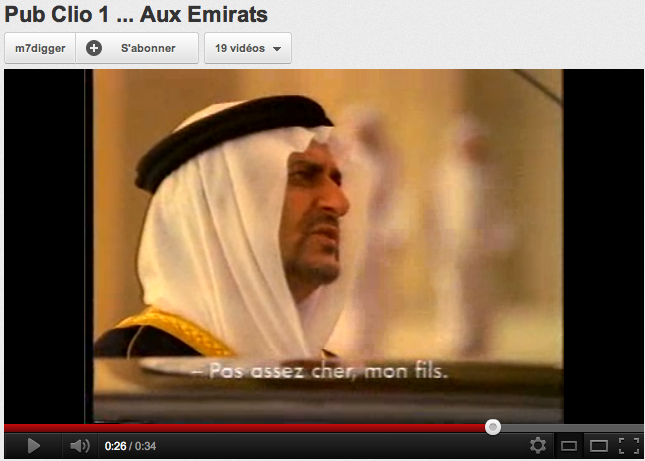 Pub Clio 1 ... Aux Emirats
m7digger S'abonner 19 vidéos
– Pas assez cher, mon fils.
0:26 / 0:34